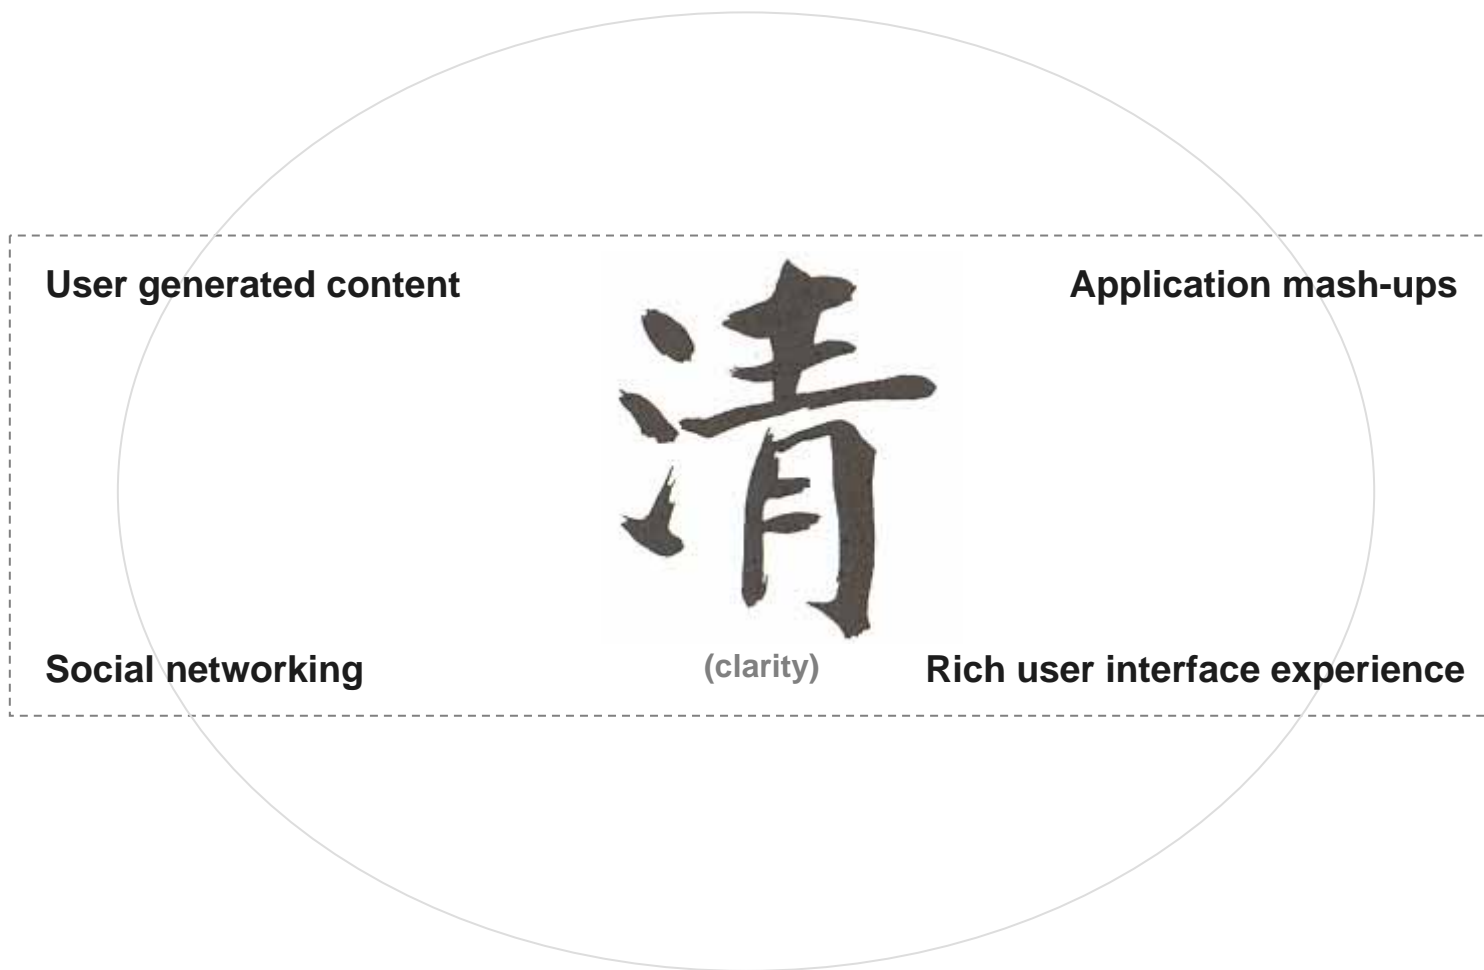 User generated content
Application mash-ups
清
Social networking
(clarity)
Rich user interface experience